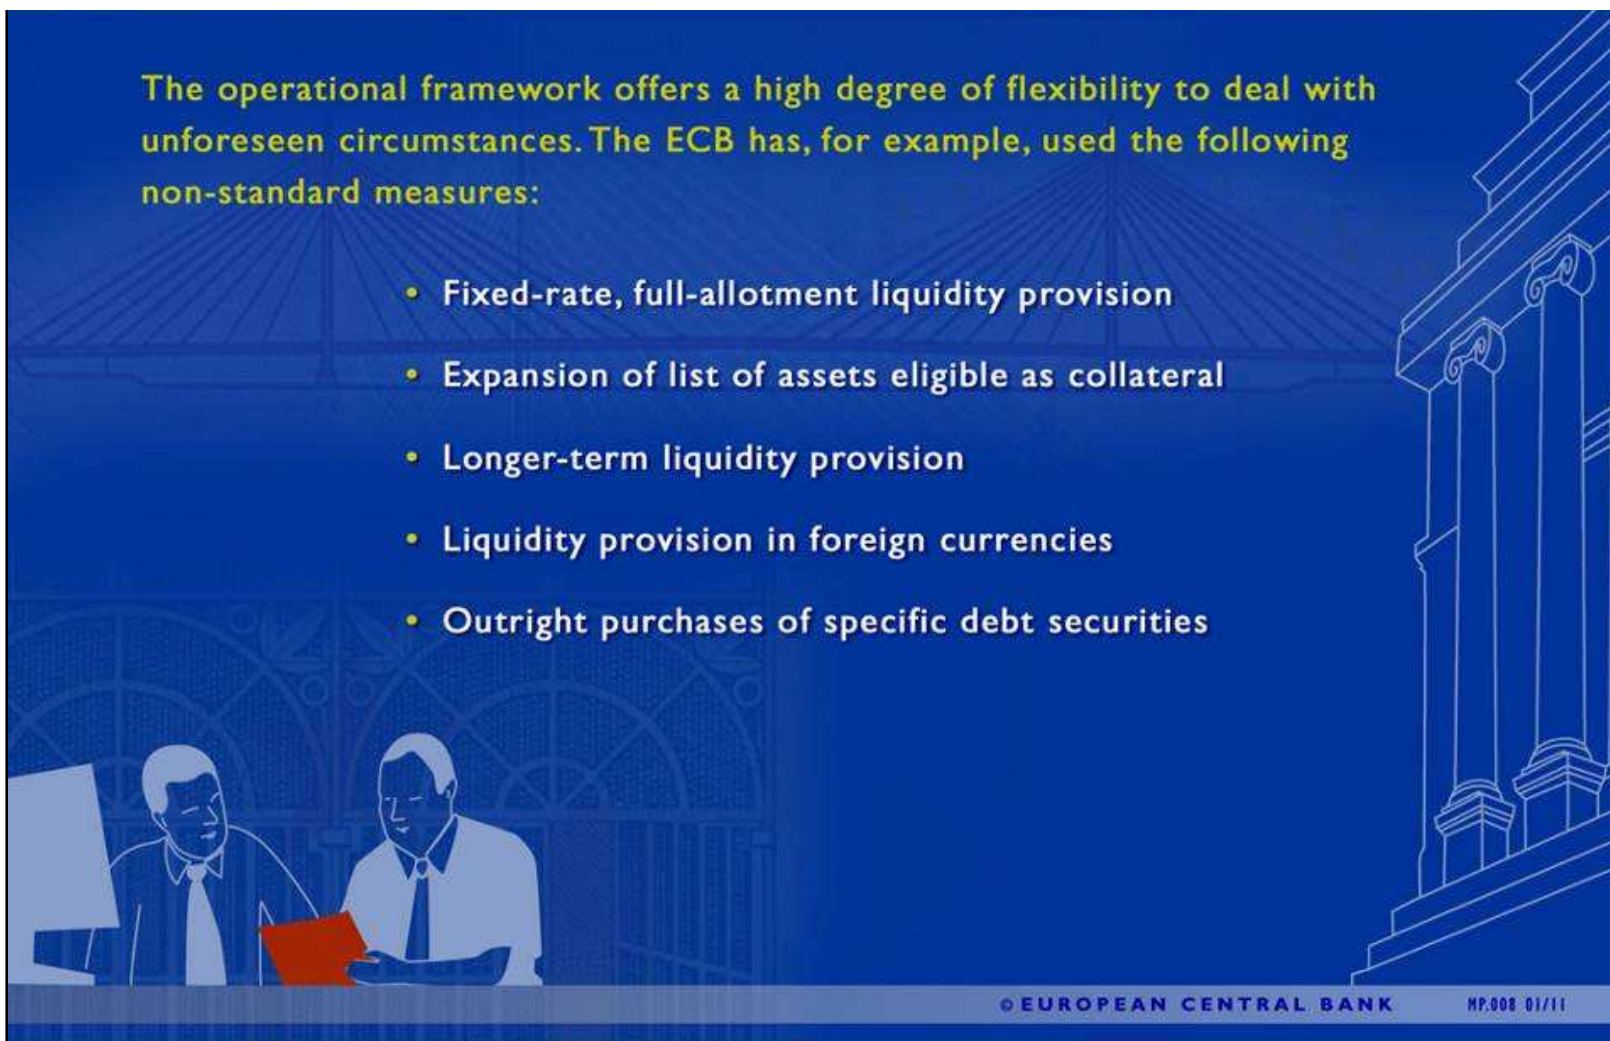 The operational framework offers a high degree of flexibility to deal with
unforeseen circumstances. The ECB has, for example, used the following
non-standard measures:
• Fixed-rate, full-allotment liquidity provision
• Expansion of list of assets eligible as collateral
• Longer-term liquidity provision
• Liquidity provision in foreign currencies
• Outright purchases of specific debt securities
© EUROPEAN CENTRAL BANK MP.008 01/11